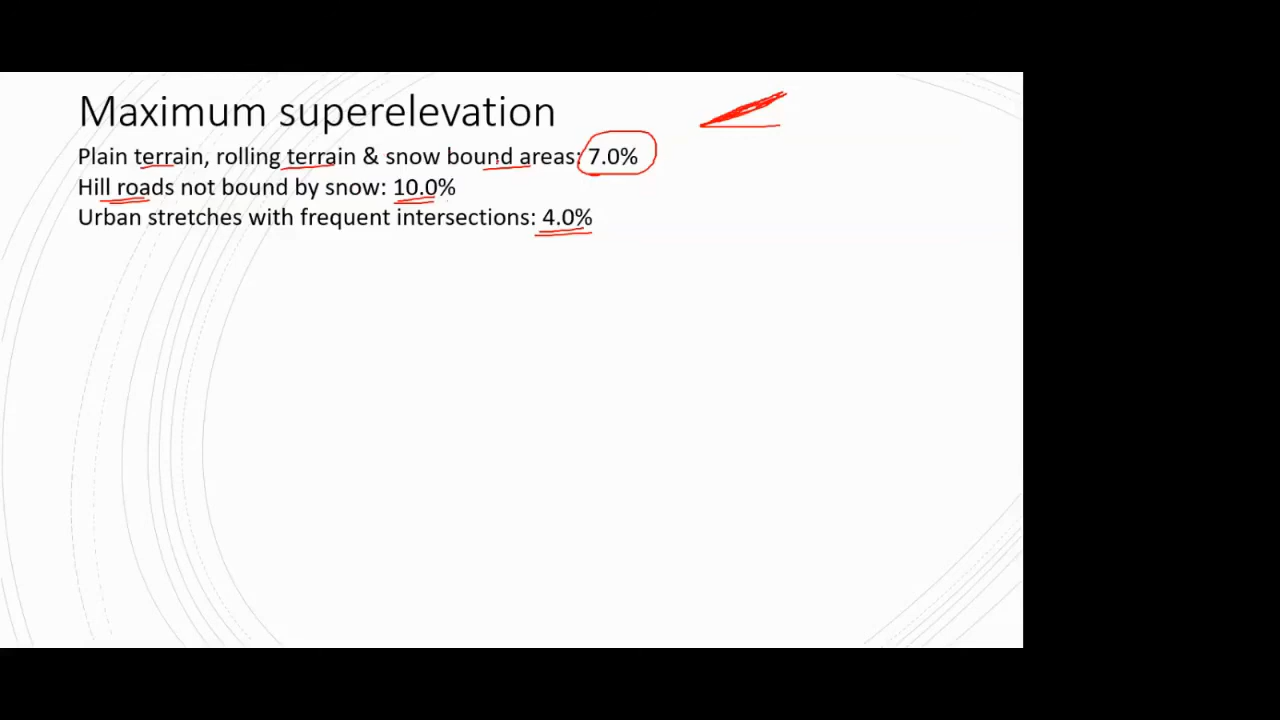 Maximum superelevation
Plain terrain, rolling terrain & snow bound areas: 7.0%
Hill roads not bound by snow: 10.0%
Urban stretches with frequent intersections: 4.0%